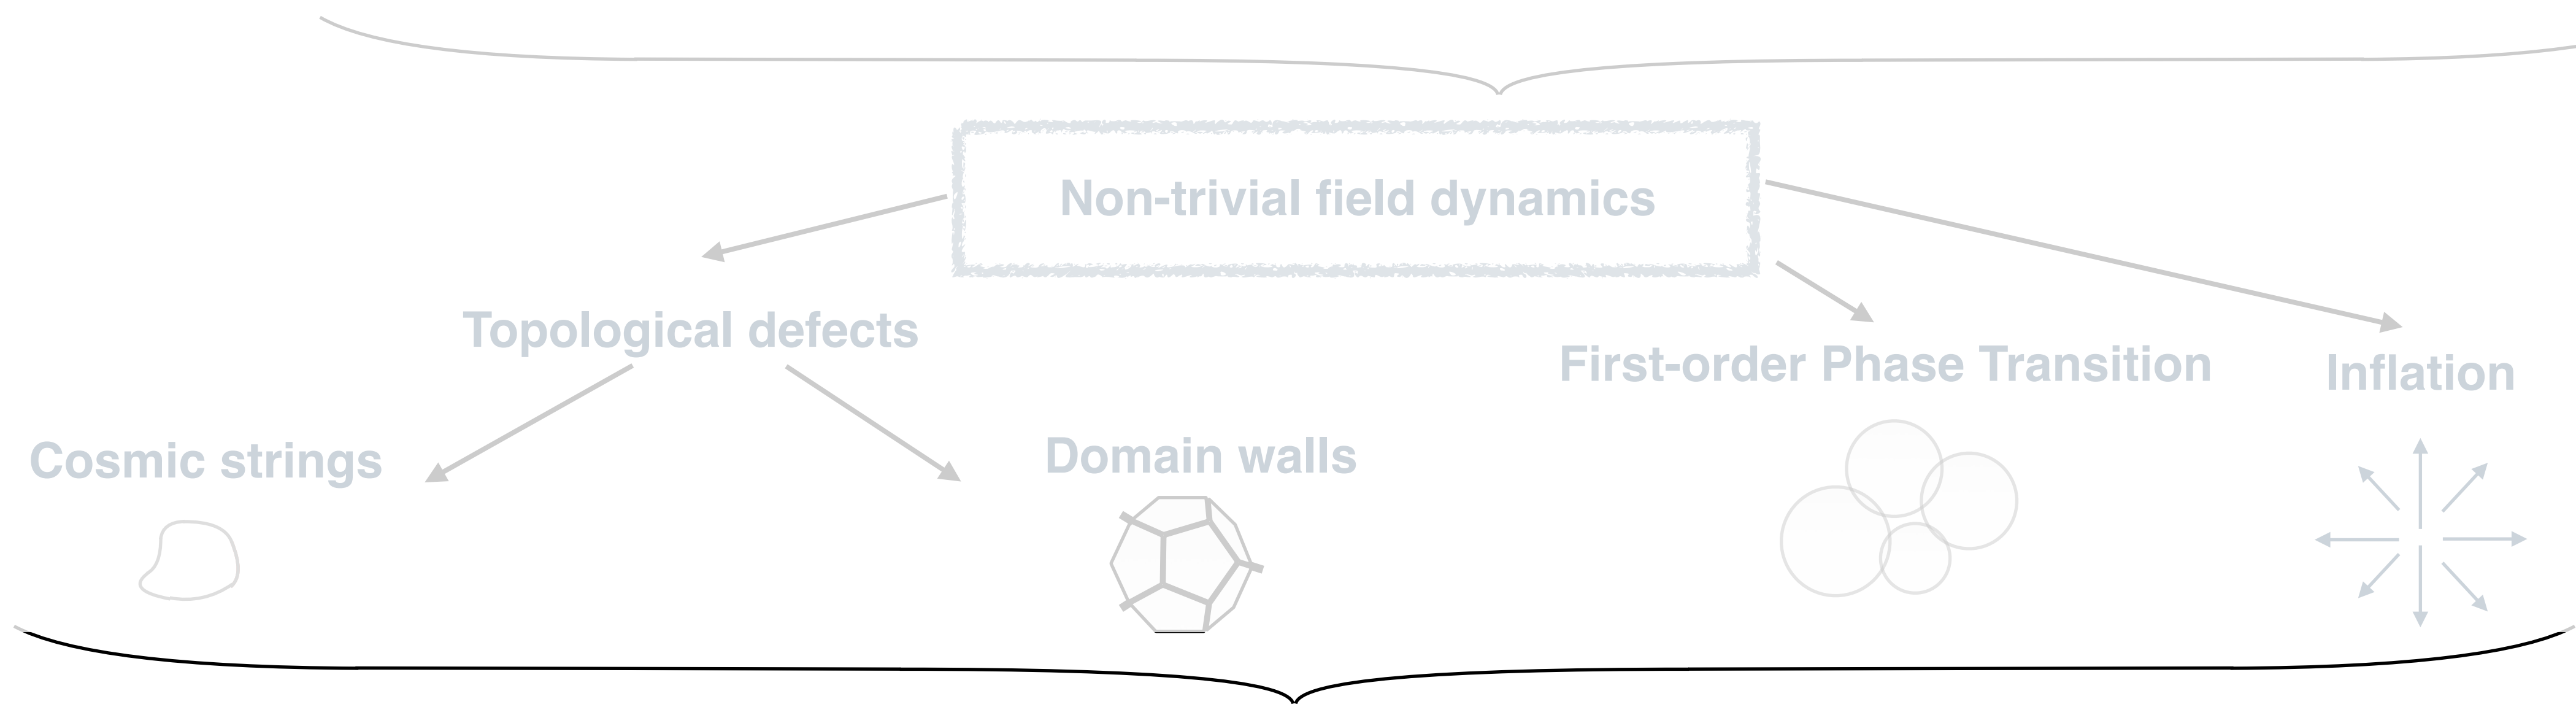 Non-trivial field dynamics
Topological defects
First-order Phase Transition
Inflation
Cosmic strings
Domain walls